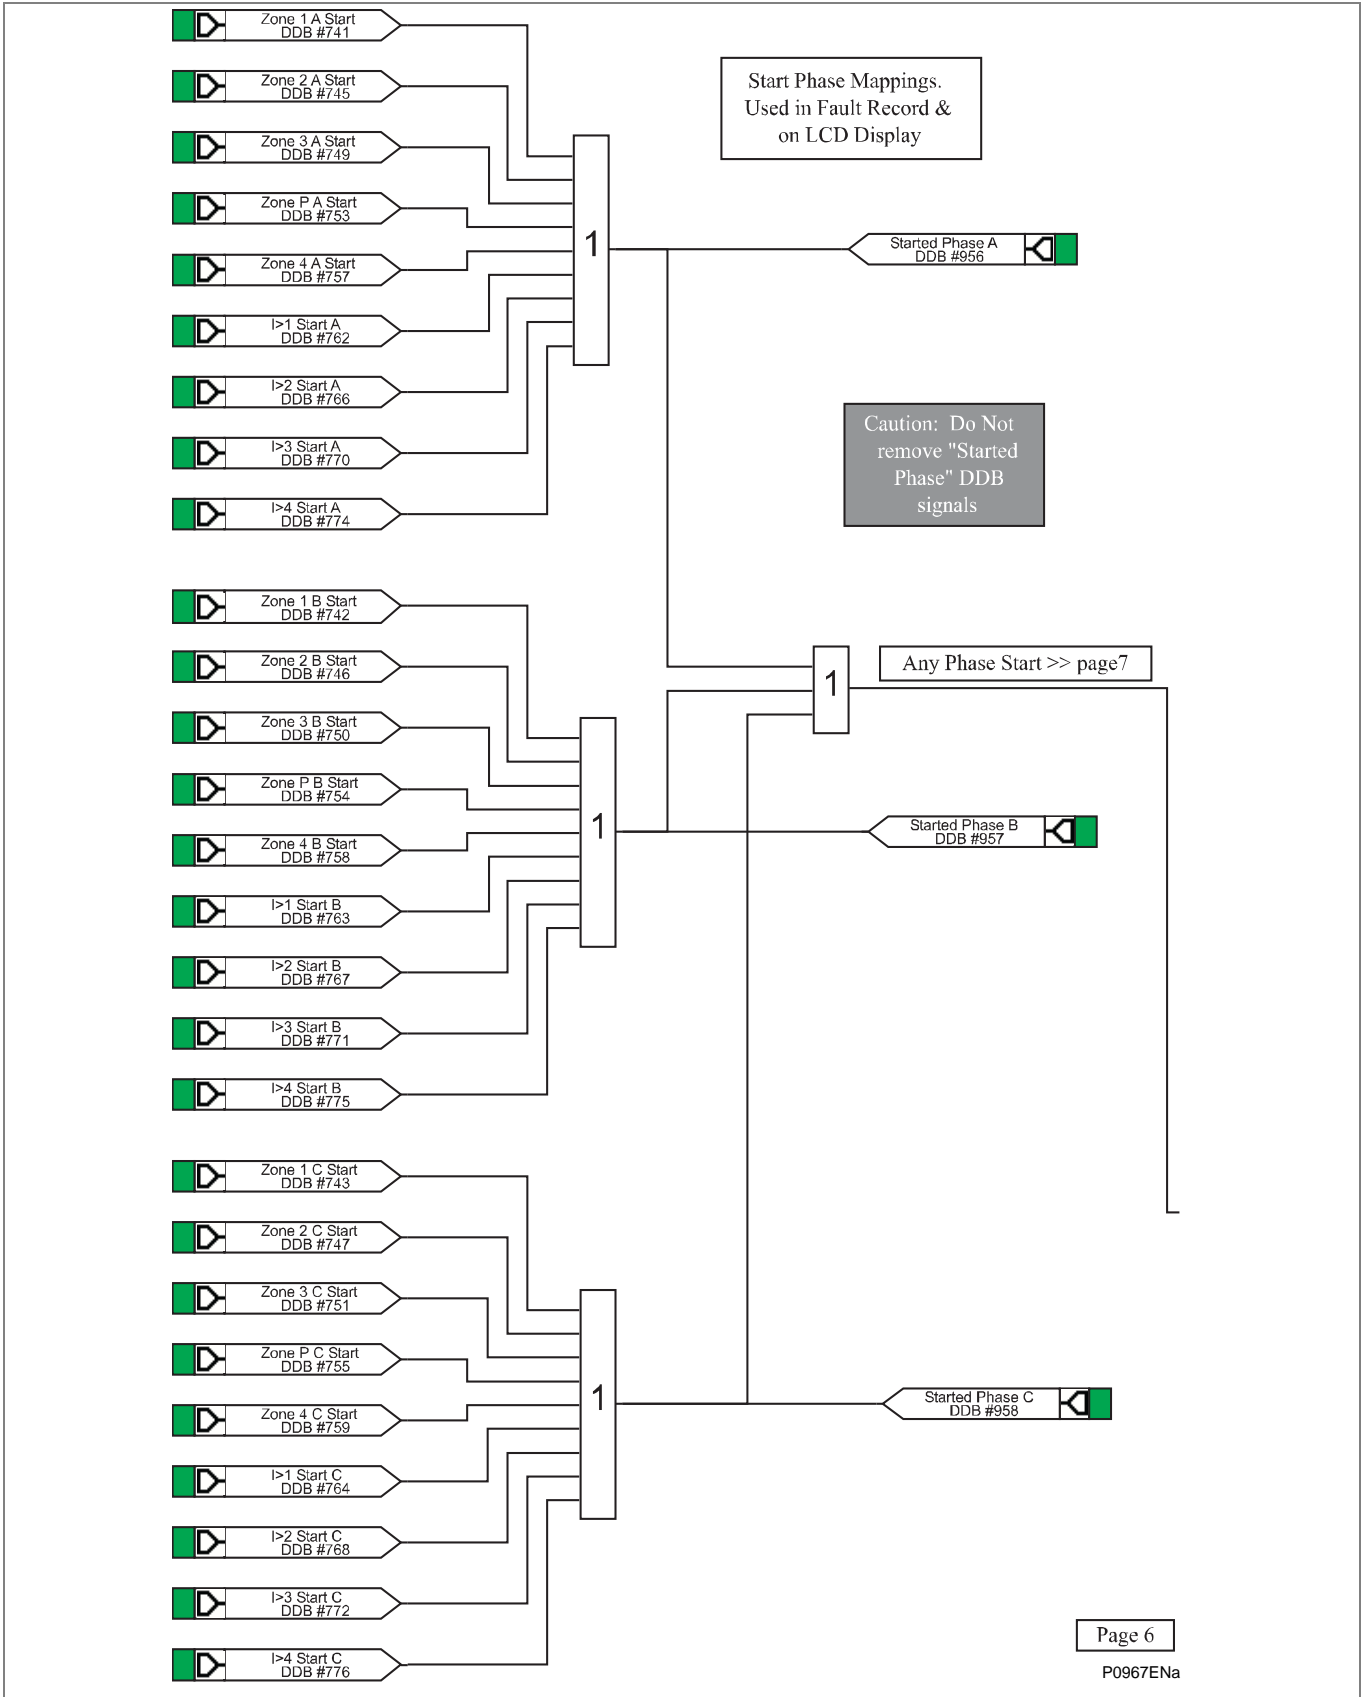 Zone 1 A Start
DDB #741
Zone 2 A Start
DDB #745
Zone 3 A Start
DDB #749
Zone P A Start
DDB #753
Zone 4 A Start
DDB #757
I>1 Start A
DDB #762
I>2 Start A
DDB #766
I>3 Start A
DDB #770
I>4 Start A
DDB #774
1
Start Phase Mappings.
Used in Fault Record &
on LCD Display
Started Phase A
DDB #956
Caution: Do Not
remove "Started
Phase" DDB
signals
Zone 1 B Start
DDB #742
Zone 2 B Start
DDB #746
Zone 3 B Start
DDB #750
Zone P B Start
DDB #754
Zone 4 B Start
DDB #758
I>1 Start B
DDB #763
I>2 Start B
DDB #767
I>3 Start B
DDB #771
I>4 Start B
DDB #775
1
1
Any Phase Start >> page7
Started Phase B
DDB #957
Zone 1 C Start
DDB #743
Zone 2 C Start
DDB #747
Zone 3 C Start
DDB #751
Zone P C Start
DDB #755
Zone 4 C Start
DDB #759
I>1 Start C
DDB #764
I>2 Start C
DDB #768
I>3 Start C
DDB #772
I>4 Start C
DDB #776
1
Started Phase C
DDB #958
Page 6
P0967ENa